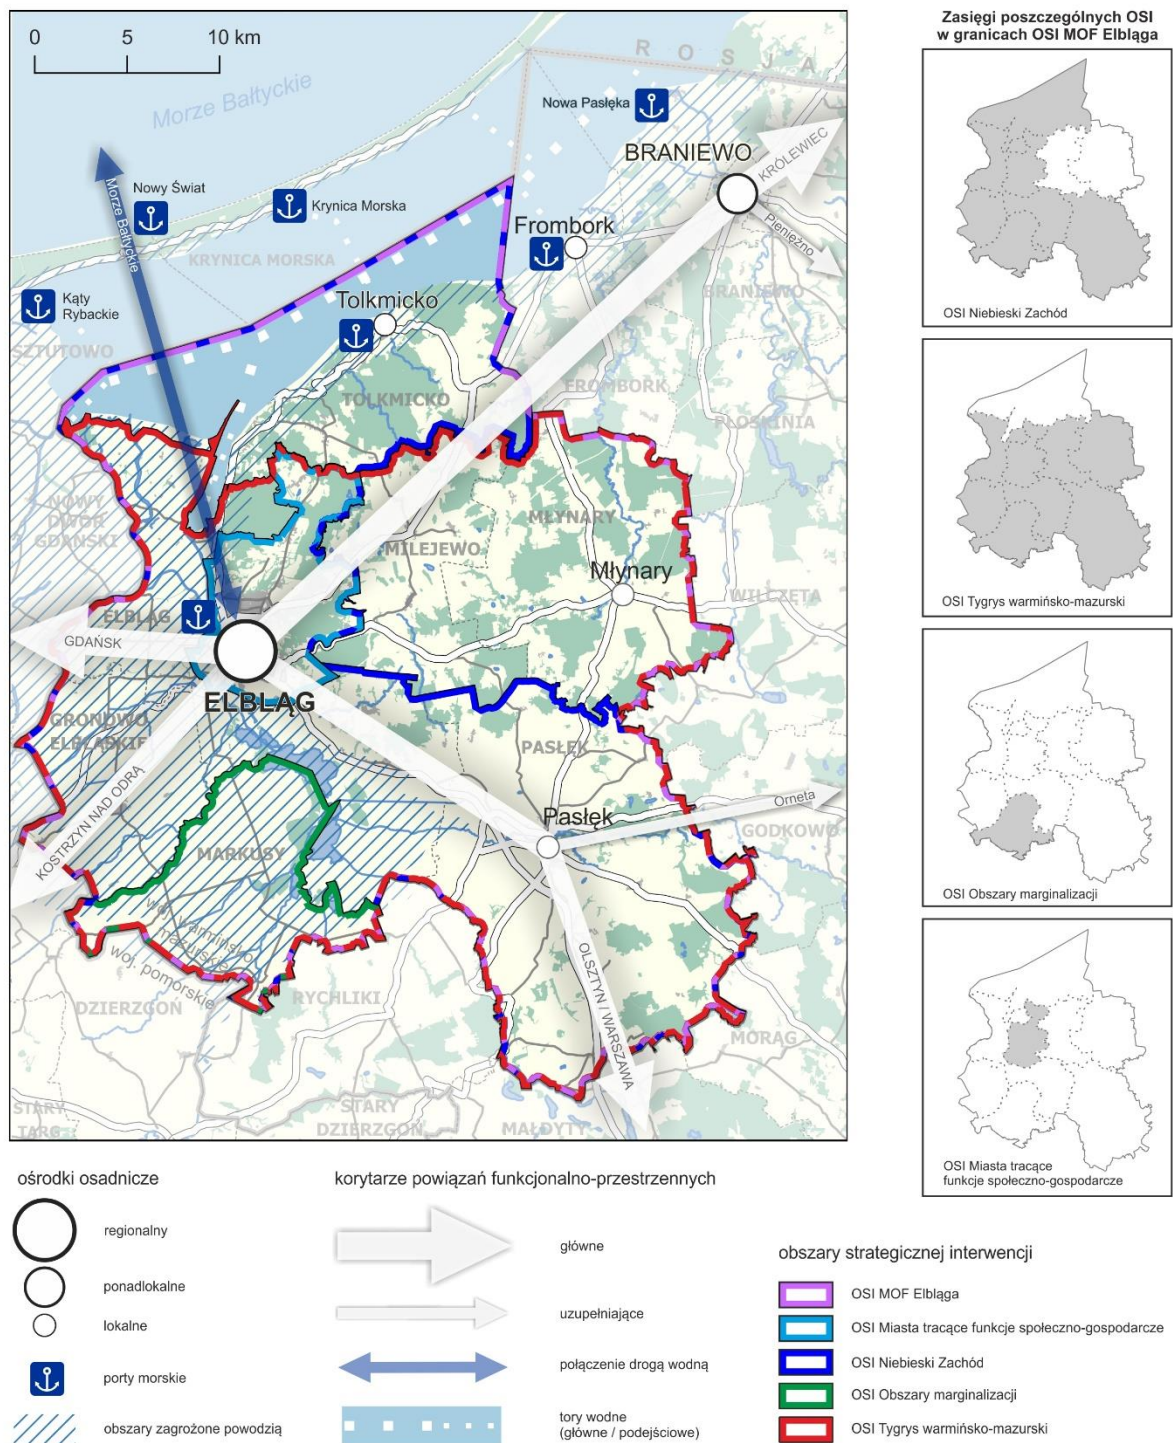 0 5 10 km
Morze Bałtyckie
ROSJA
Nowa Pasłęka
BRANIEWO
KRÓLEWIEC
Pieniężno
Nowy Świat
Morze Bałtyckie
Krynica Morska
Frombork
KRYNICA MORSKA
BRANIEWO
Kąty
Rybackie
Tolkmicko
SZTUTOWO
TOLKMICKO
FROMBORK
PŁOSKINIA
NOWY
DWÓR
GDAŃSKI
MŁYNARY
MILEJEWO
Młynary
WILCZĘTA
ELBLĄG
GDAŃSK
ELBLĄG
GRONOWO
ELBLĄSKIE
PASŁĘK
KOSTRZYN NAD ODRĄ
Pasłęk
Orneta
GODKOWO
MARKUSY
woj. warmińsko-
mazurskie
woj. pomorskie
DZIERZGOŃ
RYCHLIKI
OLSZTYN / WARSZAWA
MORĄG
STARY
TARG
STARY
DZIERZGOŃ
MAŁDYTY
Zasięgi poszczególnych OSI
w granicach OSI MOF Elbląga
OSI Niebieski Zachód
OSI Tygrys warmińsko-mazurski
OSI Obszary marginalizacji
OSI Miasta tracące
funkcje społeczno-gospodarcze
ośrodki osadnicze
regionalny
ponadlokalne
lokalne
porty morskie
obszary zagrożone powodzią
korytarze powiązań funkcjonalno-przestrzennych
główne
uzupełniające
połączenie drogą wodną
tory wodne
(główne / podejściowe)
obszary strategicznej interwencji
OSI MOF Elbląga
OSI Miasta tracące funkcje społeczno-gospodarcze
OSI Niebieski Zachód
OSI Obszary marginalizacji
OSI Tygrys warmińsko-mazurski